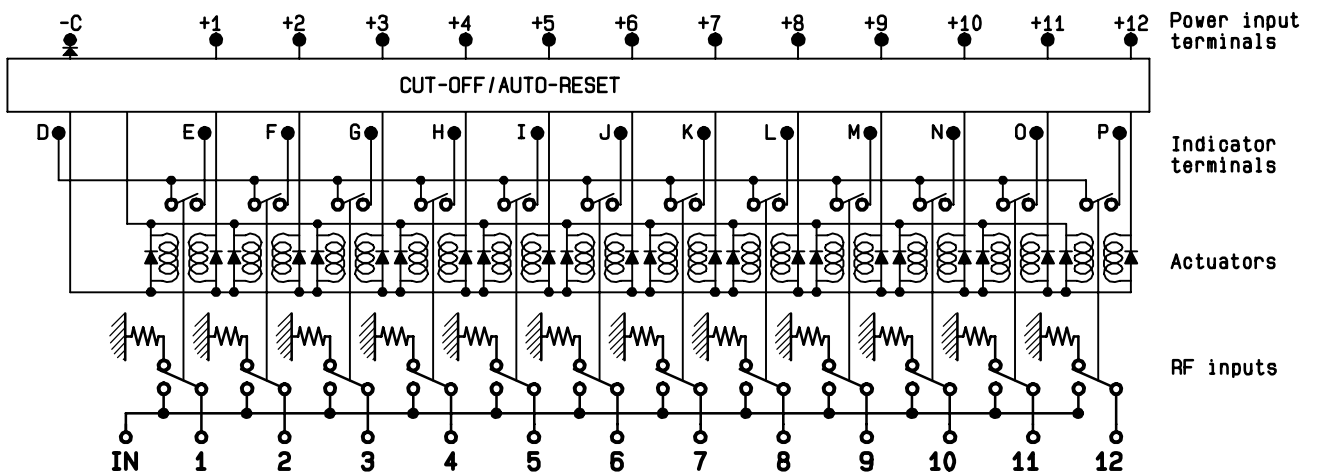 -C +1 +2 +3 +4 +5 +6 +7 +8 +9 +10 +11 +12 Power input
terminals
CUT-OFF/AUTO-RESET
D E F G H I J K L M N O P Indicator
terminals
Actuators
RF inputs
IN 1 2 3 4 5 6 7 8 9 10 11 12